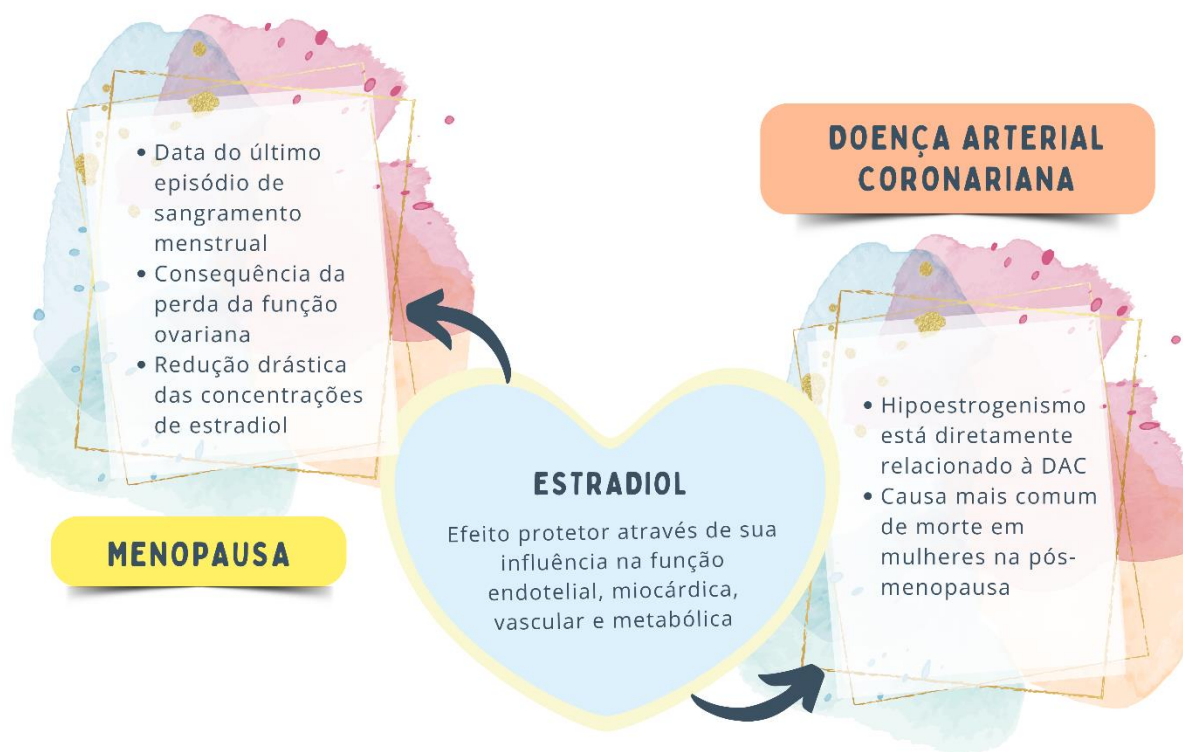 • Data do último
episódio de
sangramento
menstrual
• Consequência da
perda da função
ovariana
• Redução drástica
das concentrações
de estradiol
MENOPAUSA
ESTRADIOL
Efeito protetor através de sua
influência na função
endotelial, miocárdica,
vascular e metabólica
DOENÇA ARTERIAL
CORONARIANA
• Hipoestrogenismo
está diretamente
relacionado à DAC
• Causa mais comum
de morte em
mulheres na pós-
menopausa